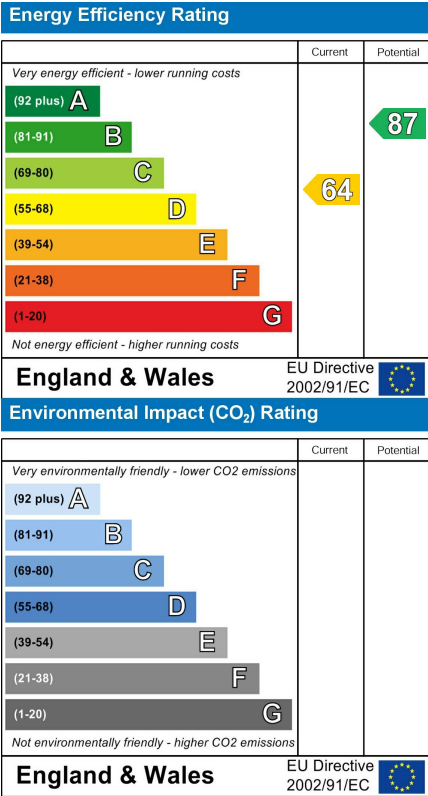 Energy Efficiency Rating
Current Potential
Very energy efficient - lower running costs
(92 plus) A
(81-91) B
87
(69-80) C
64
(55-68) D
(39-54) E
(21-38) F
(1-20) G
Not energy efficient - higher running costs
England & Wales
EU Directive
2002/91/EC
Environmental Impact (CO₂) Rating
Current Potential
Very environmentally friendly - lower CO2 emissions
(92 plus) A
(81-91) B
(69-80) C
(55-68) D
(39-54) E
(21-38) F
(1-20) G
Not environmentally friendly - higher CO2 emissions
England & Wales
EU Directive
2002/91/EC